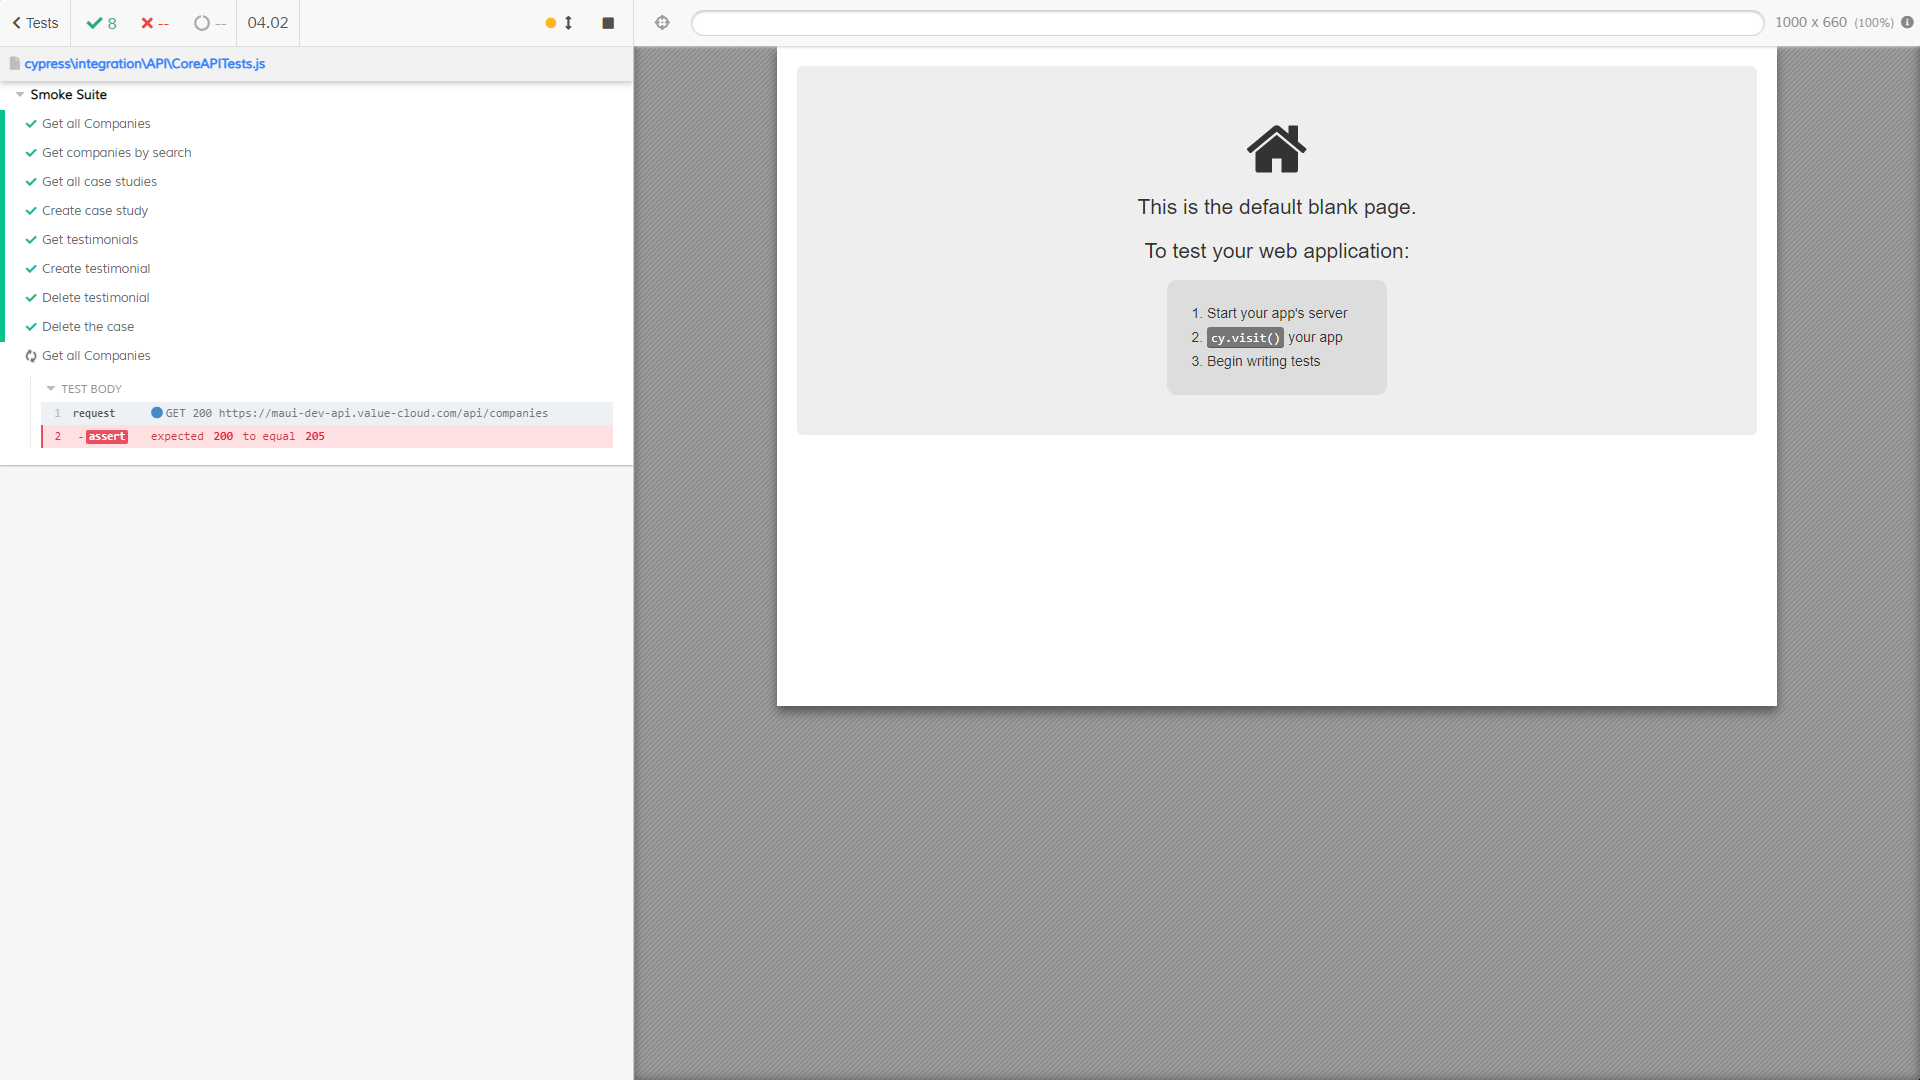 Tests
8
--
--
04.02
1000 x 660 (100%)
cypress\integration\API\CoreAPITests.js
Smoke Suite
Get all Companies
Get companies by search
Get all case studies
Create case study
Get testimonials
Create testimonial
Delete testimonial
Delete the case
Get all Companies
TEST BODY
1 request GET 200 https://maui-dev-api.value-cloud.com/api/companies
2 - assert expected 200 to equal 205
This is the default blank page.
To test your web application:
1. Start your app's server
2. cy.visit() your app
3. Begin writing tests